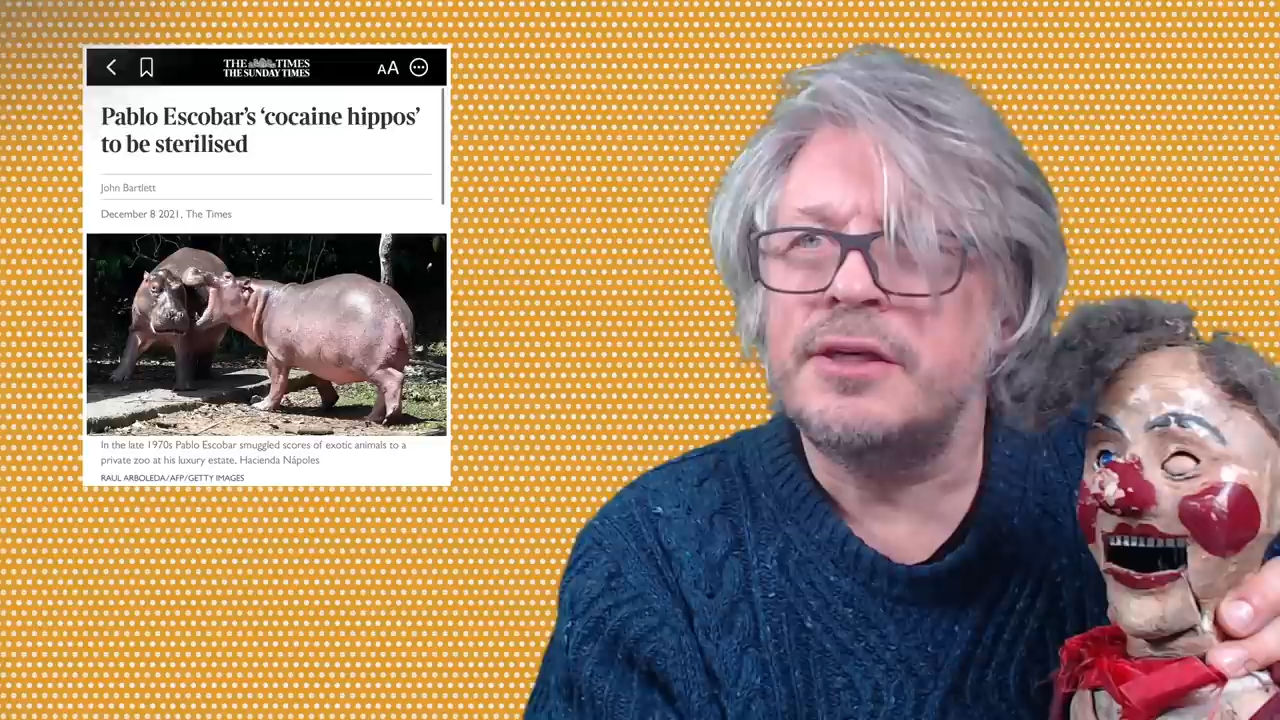 THE TIMES
THE SUNDAY TIMES
AA
Pablo Escobar's ‘cocaine hippos’
to be sterilised
John Bartlett
December 8 2021, The Times
In the late 1970s Pablo Escobar smuggled scores of exotic animals to a
private zoo at his luxury estate, Hacienda Nápoles
RAUL ARBOLEDA/AFP/GETTY IMAGES